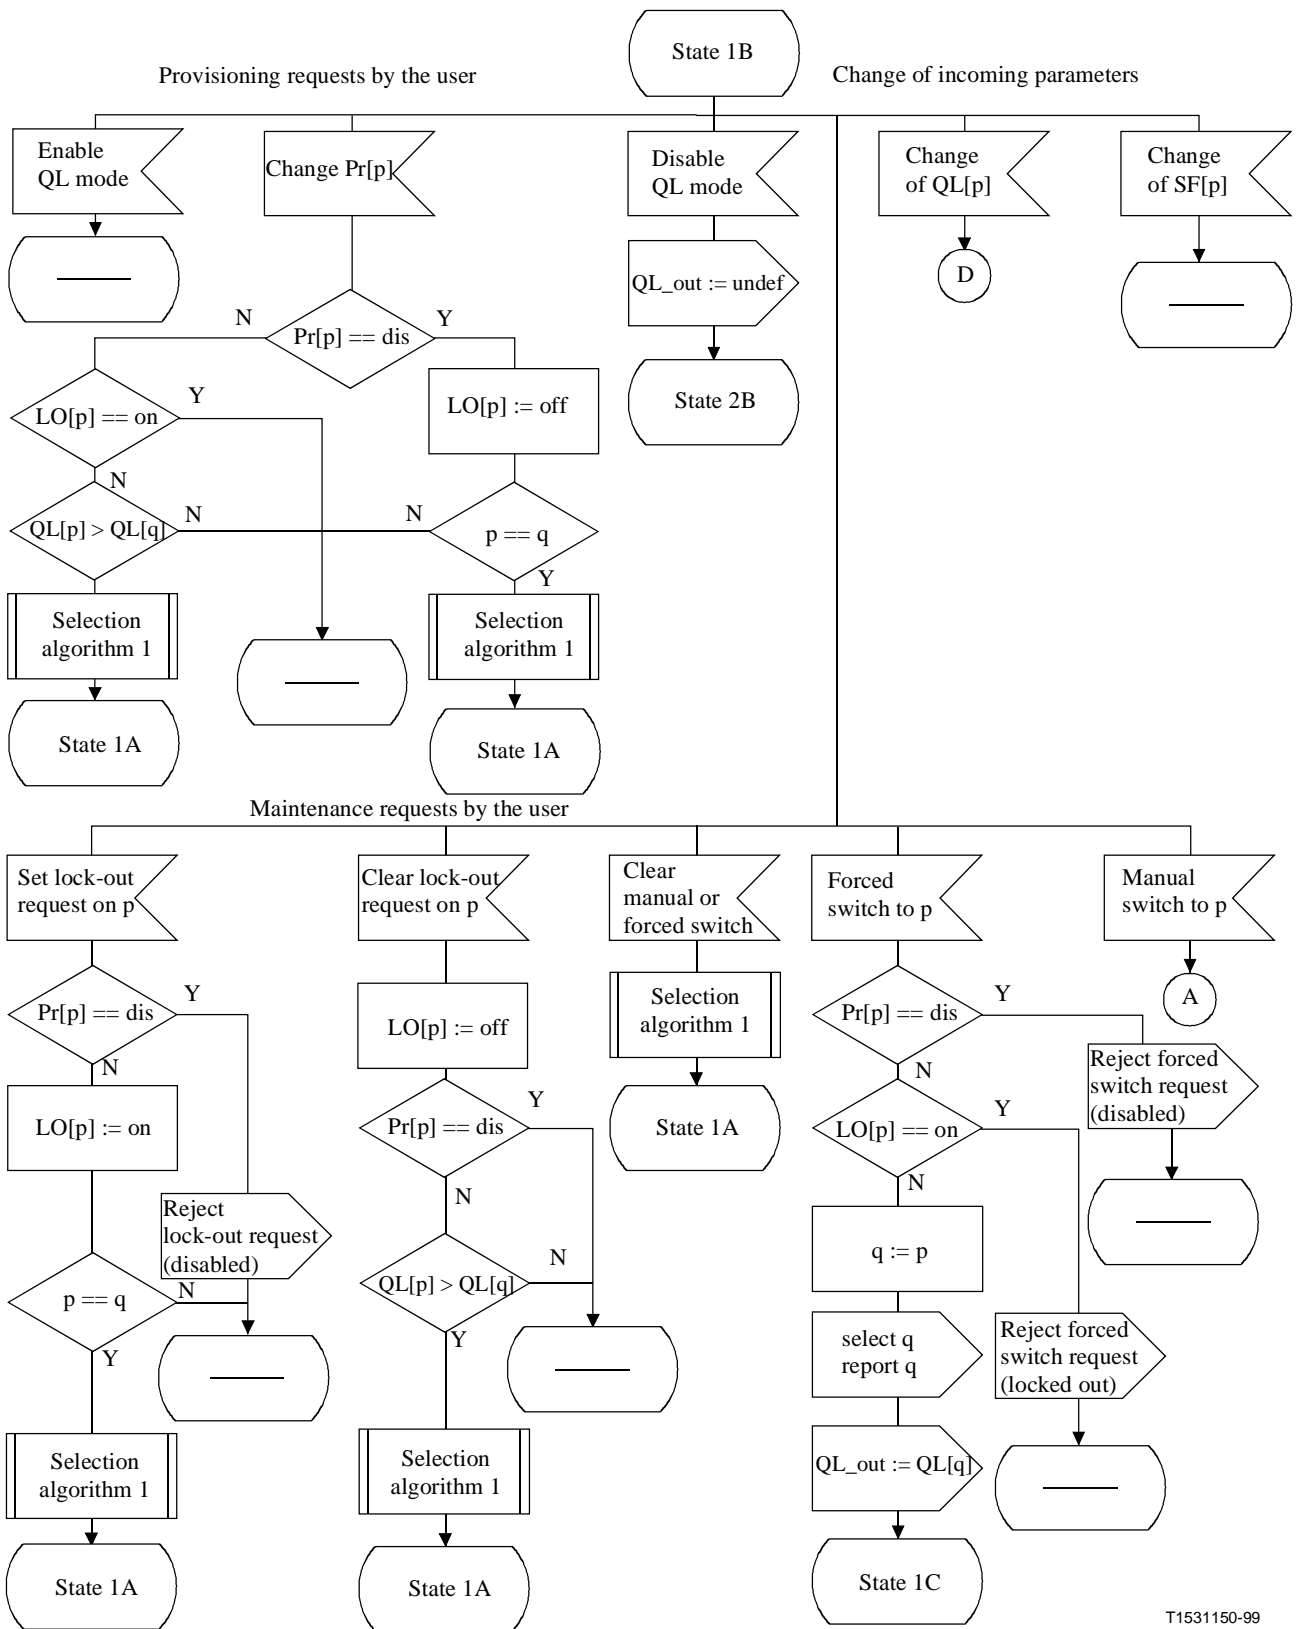 State 1B
Provisioning requests by the user
Change of incoming parameters
Enable
QL mode
Change Pr[p]
Disable
QL mode
Change
of QL[p]
Change
of SF[p]
QL_out := undef
D
N
Pr[p] == dis
Y
LO[p] == on
Y
LO[p] := off
State 2B
N
QL[p] > QL[q]
N
N
p == q
Y
Selection
algorithm 1
Selection
algorithm 1
State 1A
State 1A
Maintenance requests by the user
Set lock-out
request on p
Clear lock-out
request on p
Clear
manual or
forced switch
Forced
switch to p
Manual
switch to p
Pr[p] == dis
Y
N
LO[p] := off
Selection
algorithm 1
Pr[p] == dis
Y
N
A
LO[p] := on
Pr[p] == dis
Y
N
State 1A
LO[p] == on
Y
N
Reject forced
switch request
(disabled)
Reject
lock-out request
(disabled)
p == q
N
Y
QL[p] > QL[q]
N
Y
q := p
select q
report q
Reject forced
switch request
(locked out)
Selection
algorithm 1
Selection
algorithm 1
QL_out := QL[q]
State 1A
State 1A
State 1C
T1531150-99